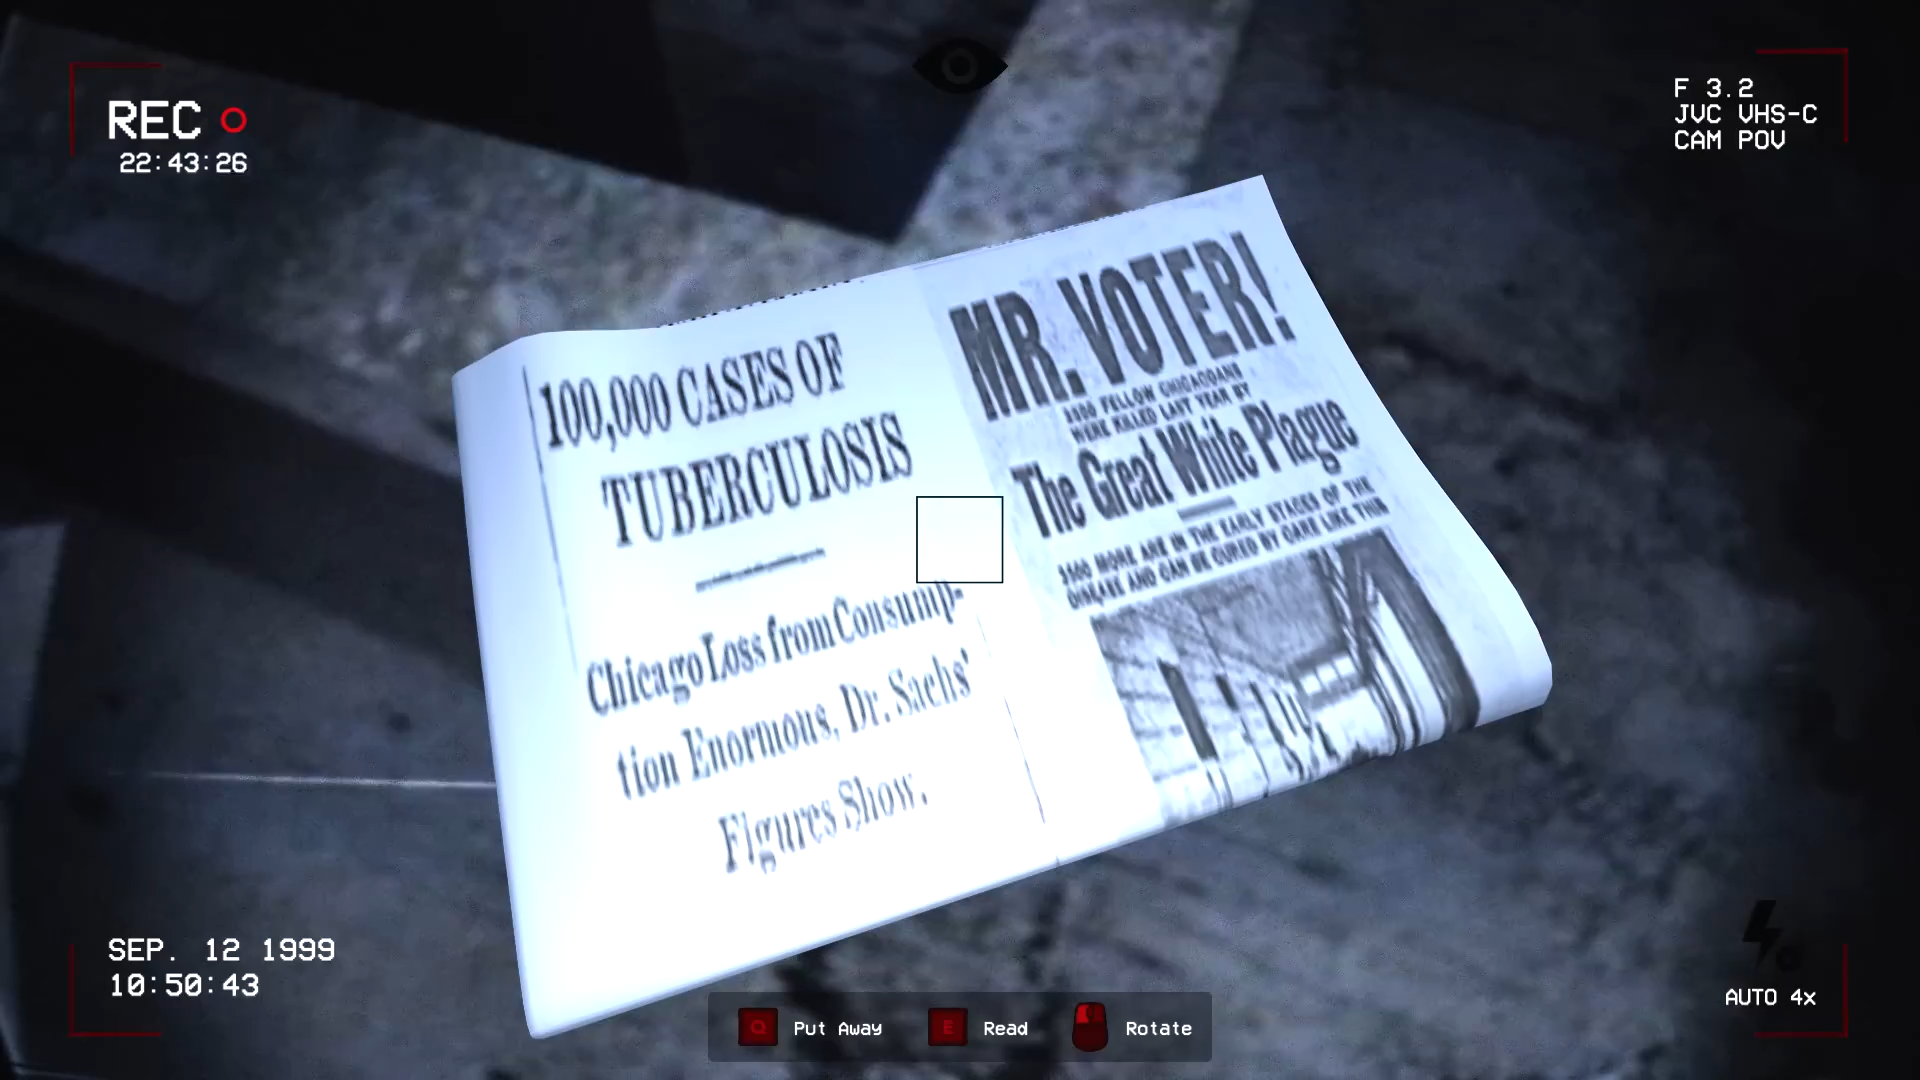 REC
22:43:26
F 3.2
JVC VHS-C
CAM POV
100,000 CASES OF
TUBERCULOSIS
Chicago Loss from Consump-
tion Enormous, Dr. Sachs'
Figures Show.
MR. VOTER!
FELLOW CHICAGOANS
WERE KILLED LAST YEAR BY
The Great White Plague
MORE ARE IN THE EARLY STAGES OF THE
DISEASE AND CAN BE CURED BY CARE LIKE THIS
SEP. 12 1999
10:50:43
AUTO 4x
Q Put Away E Read Rotate